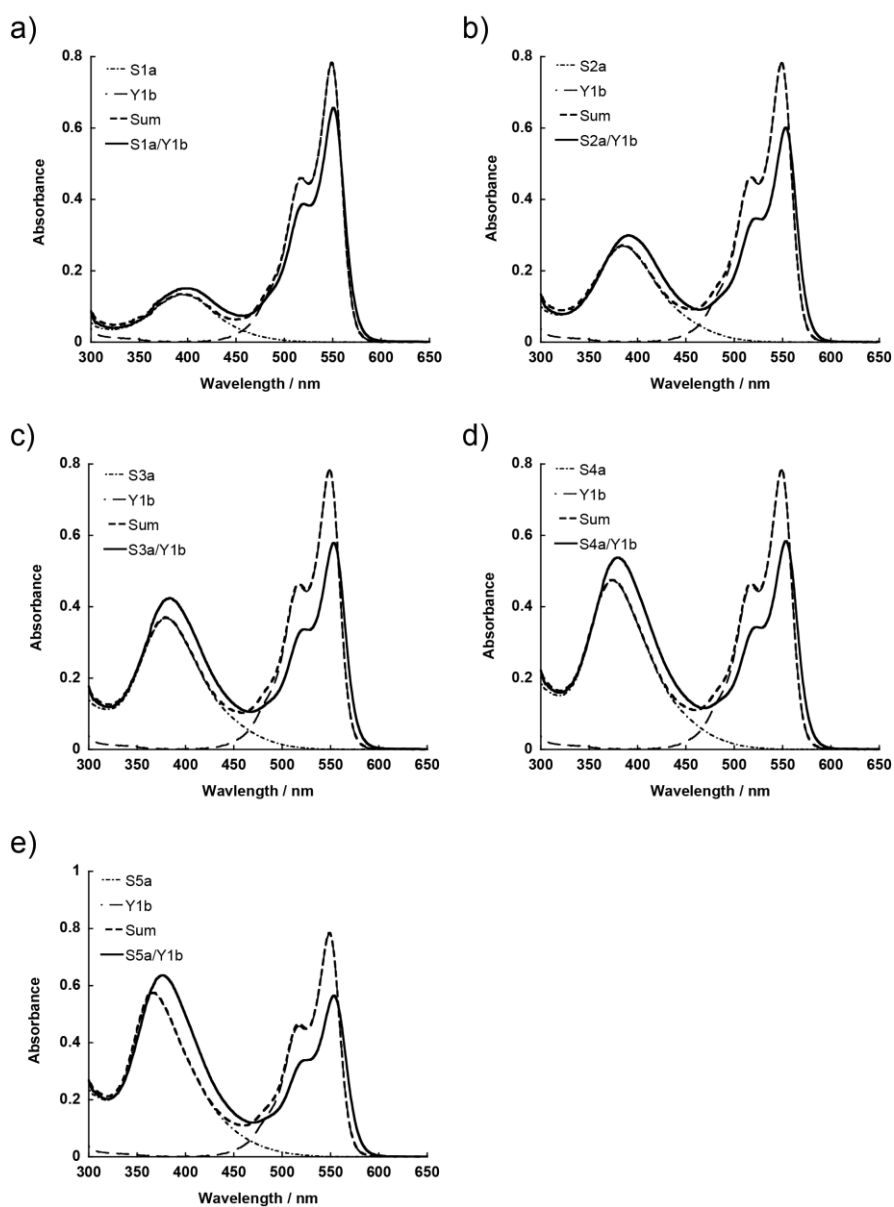 a)
0.8
0.6
0.4
0.2
0
Absorbance
S1a
Y1b
Sum
S1a/Y1b
300 350 400 450 500 550 600 650
Wavelength / nm
b)
0.8
0.6
0.4
0.2
0
Absorbance
S2a
Y1b
Sum
S2a/Y1b
300 350 400 450 500 550 600 650
Wavelength / nm
c)
0.8
0.6
0.4
0.2
0
Absorbance
S3a
Y1b
Sum
S3a/Y1b
300 350 400 450 500 550 600 650
Wavelength / nm
d)
0.8
0.6
0.4
0.2
0
Absorbance
S4a
Y1b
Sum
S4a/Y1b
300 350 400 450 500 550 600 650
Wavelength / nm
e)
1
0.8
0.6
0.4
0.2
0
Absorbance
S5a
Y1b
Sum
S5a/Y1b
300 350 400 450 500 550 600 650
Wavelength / nm